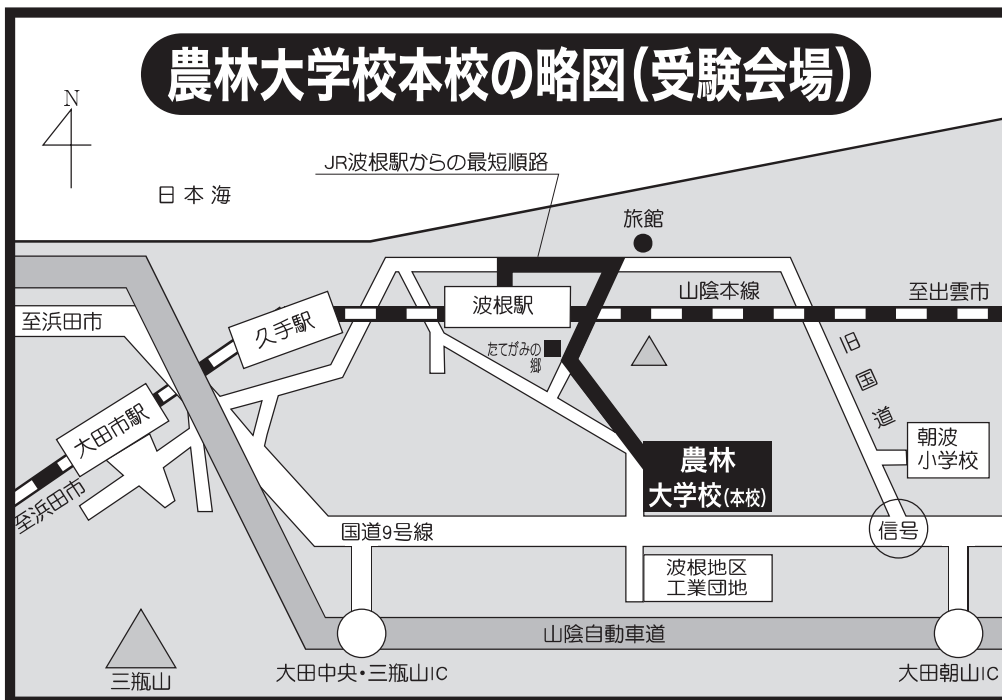 農林大学校本校の略図(受験会場)
N
JR波根駅からの最短順路
日本海
旅館
山陰本線
至出雲市
波根駅
至浜田市
久手駅
たてがみの
郷
旧国道
大田市駅
朝波
小学校
農林
大学校(本校)
至浜田市
国道9号線
信号
波根地区
工業団地
山陰自動車道
三瓶山
大田中央・三瓶山IC
大田朝山IC